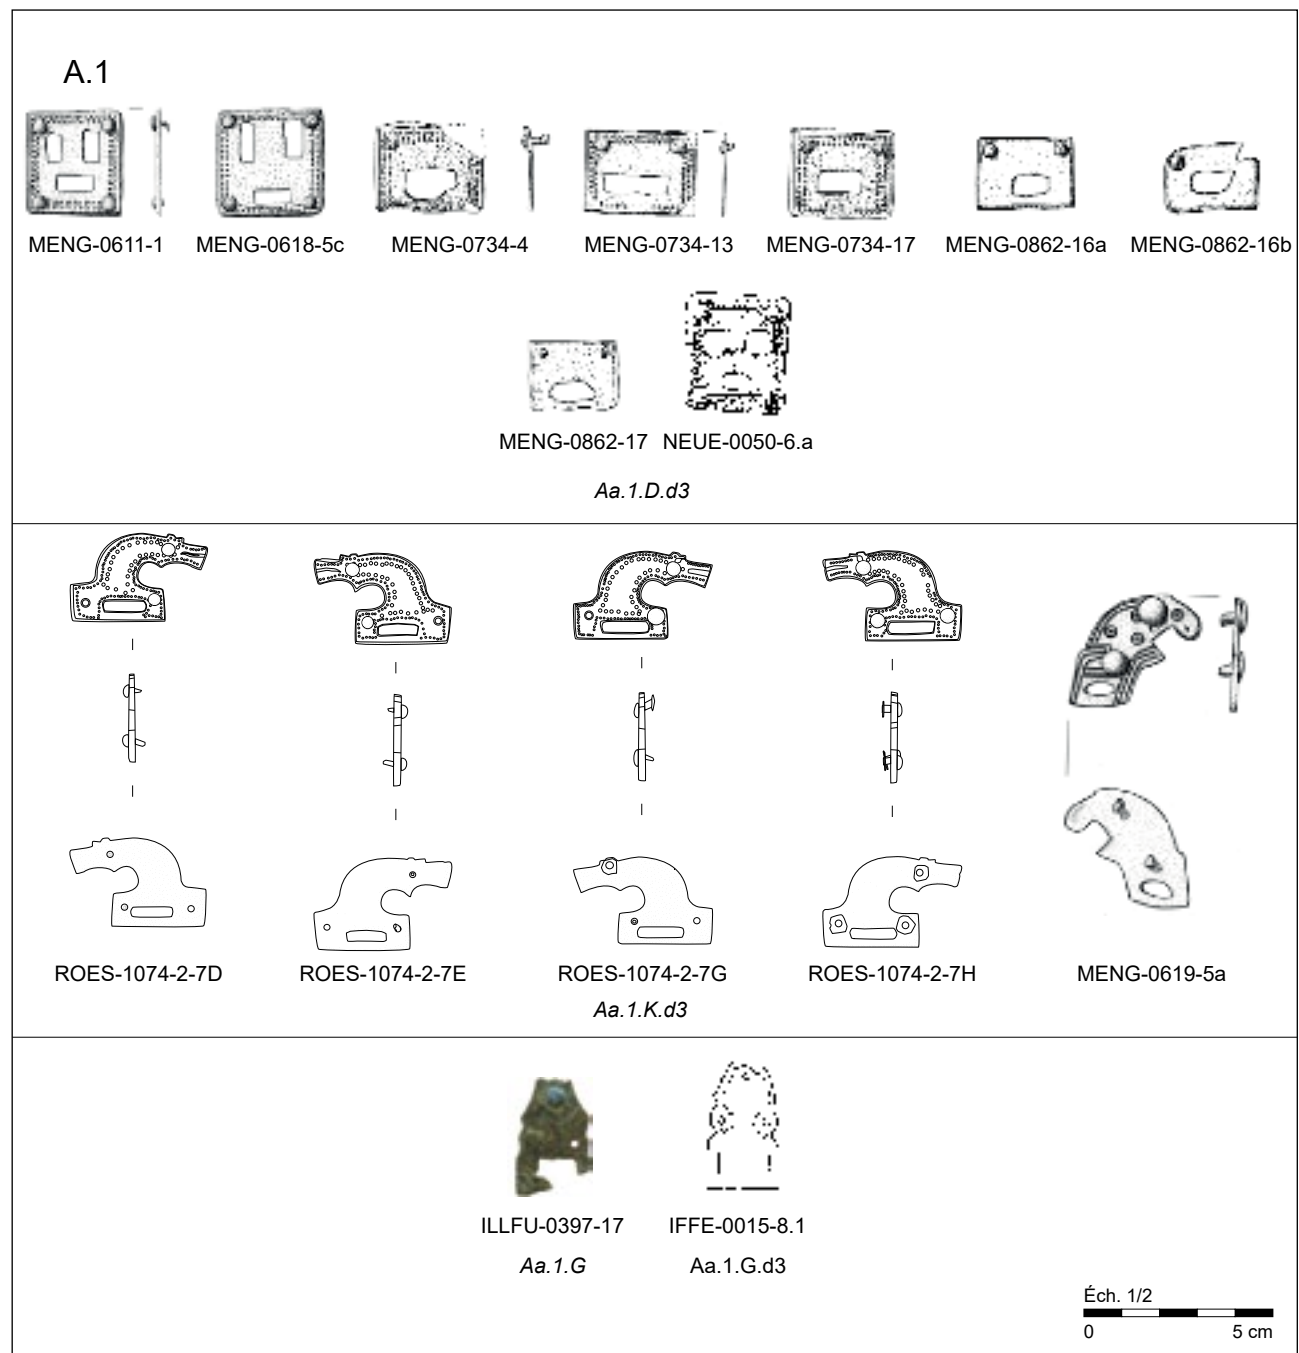 A.1
MENG-0611-1 MENG-0618-5c MENG-0734-4 MENG-0734-13 MENG-0734-17 MENG-0862-16a MENG-0862-16b
MENG-0862-17 NEUE-0050-6.a
Aa.1.D.d3
ROES-1074-2-7D ROES-1074-2-7E ROES-1074-2-7G ROES-1074-2-7H MENG-0619-5a
Aa.1.K.d3
ILLFU-0397-17 IFFE-0015-8.1
Aa.1.G Aa.1.G.d3
Éch. 1/2
0 5 cm